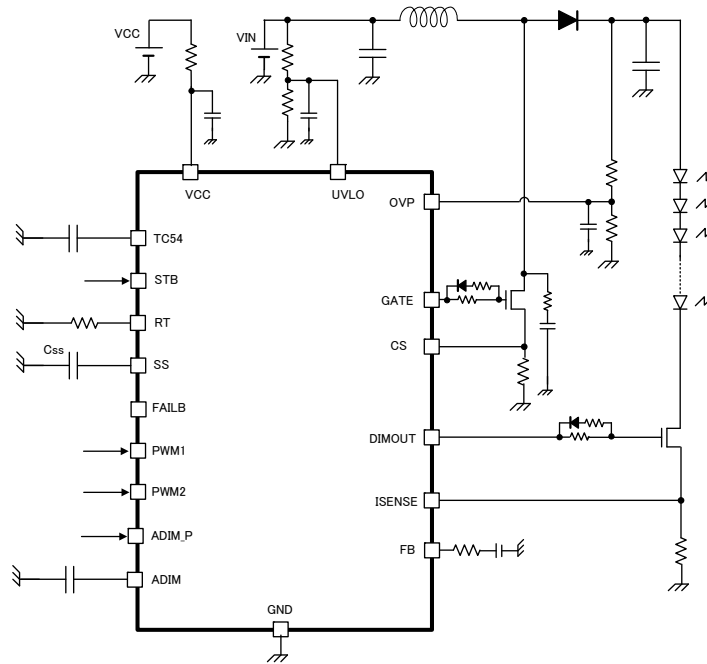 VCC
VIN
VCC
UVLO
OVP
TC54
STB
GATE
RT
CS
Css
SS
FAILB
DIMOUT
PWM1
PWM2
ISENSE
ADIM_P
FB
ADIM
GND